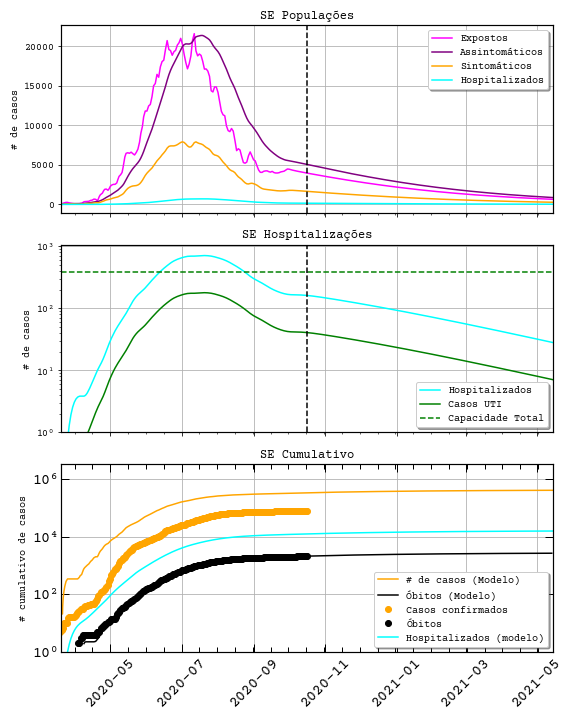 SE Populações
# de casos
20000
15000
10000
5000
0
Expostos
Assintomáticos
Sintomáticos
Hospitalizados
SE Hospitalizações
# de casos
10³
10²
10¹
10⁰
Hospitalizados
Casos UTI
Capacidade Total
SE Cumulativo
# cumulativo de casos
10⁶
10⁴
10²
10⁰
# de casos (Modelo)
Óbitos (Modelo)
Casos confirmados
Óbitos
Hospitalizados (modelo)
2020-05
2020-07
2020-09
2020-11
2021-01
2021-03
2021-05